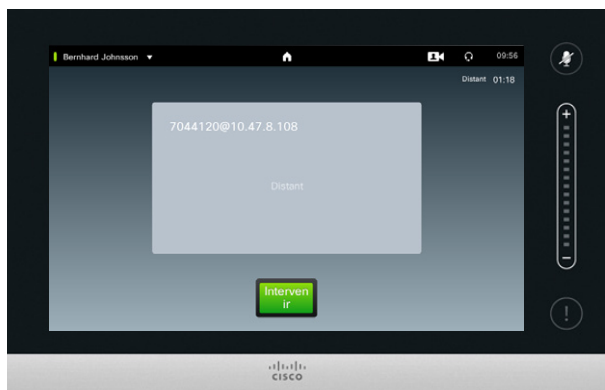 Bernhard Johnsson
09:56
Distant 01:18
7044120@10.47.8.108
Distant
Interven
ir
CISCO